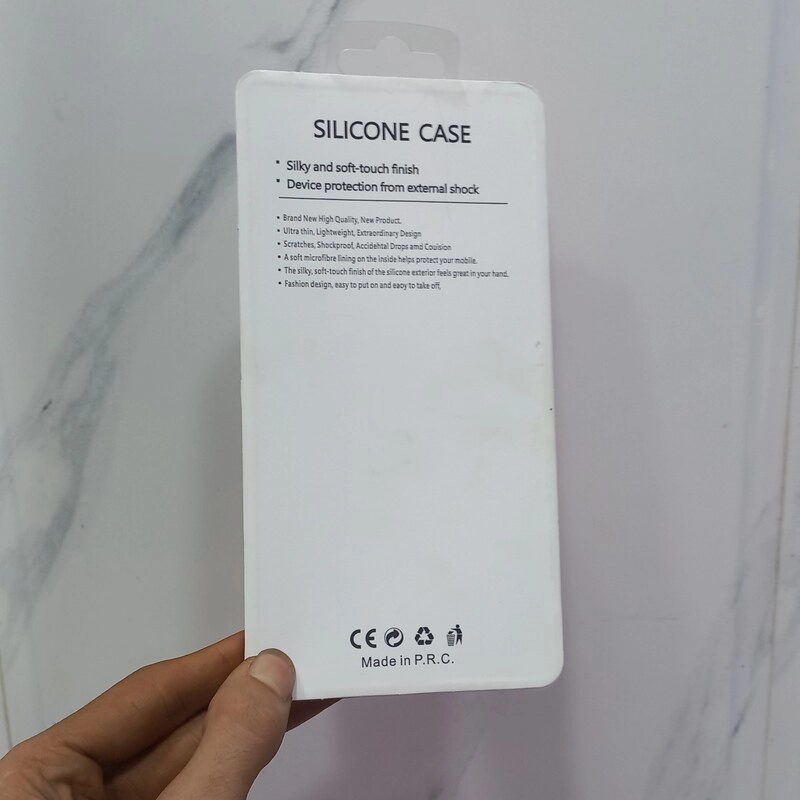 SILICONE CASE
• Silky and soft-touch finish
• Device protection from external shock
• Brand New High Quality, New Product.
• Ultra thin, Lightweight, Extraordinary Design
• Scratches, Shockproof, Accidehtal Drops amd Couision
• A soft microfibre lining on the inside helps protect your mobile.
• The silky, soft-touch finish of the silicone exterior feels great in your hand.
• Fashion design, easy to put on and eaoy to take off,
CE
Made in P.R.C.